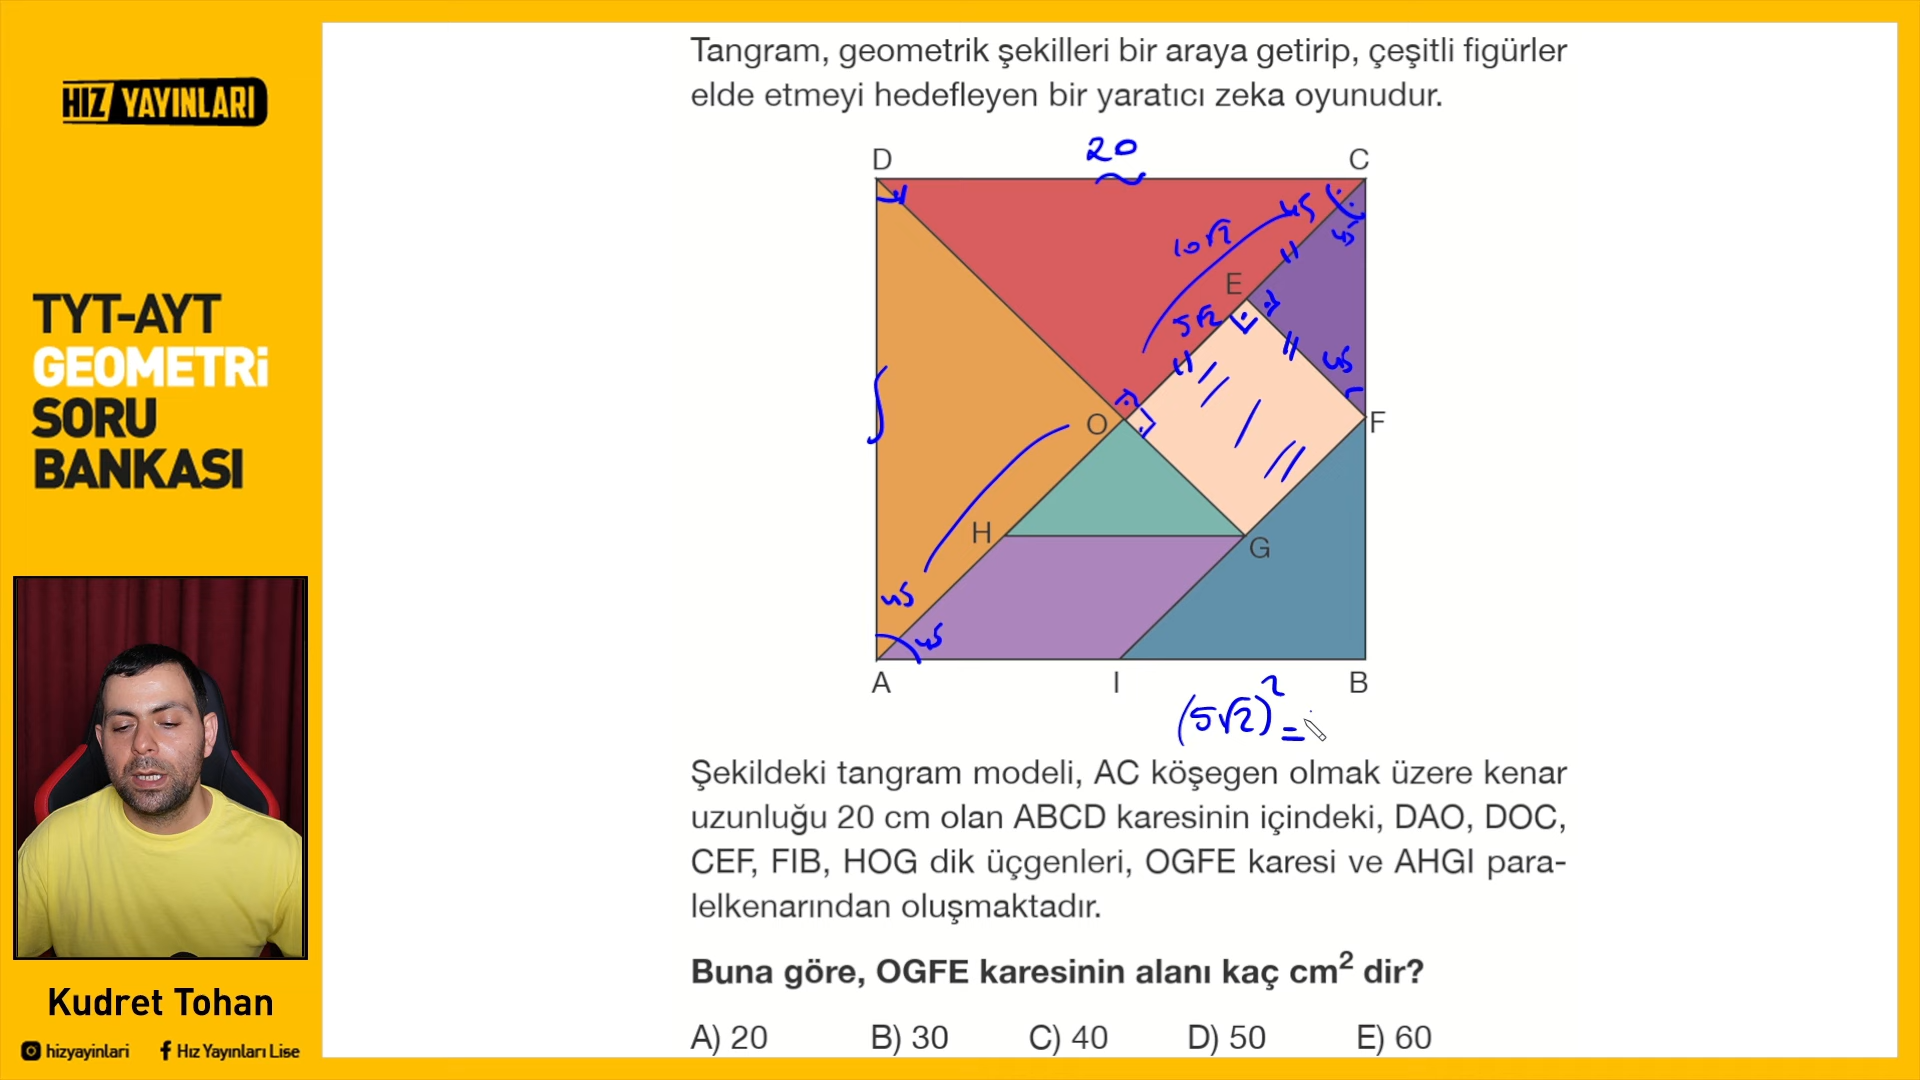 HIZ YAYINLARI
TYT-AYT
GEOMETRİ
SORU
BANKASI
Kudret Tohan
hizyayinlari
Hız Yayınları Lise
Tangram, geometrik şekilleri bir araya getirip, çeşitli figürler
elde etmeyi hedefleyen bir yaratıcı zeka oyunudur.
20
D
C
45
45
10√2
E
5√2
45
O
F
H
G
45
45
A
I
B
(5√2)² =
Şekildeki tangram modeli, AC köşegen olmak üzere kenar
uzunluğu 20 cm olan ABCD karesinin içindeki, DAO, DOC,
CEF, FIB, HOG dik üçgenleri, OGFE karesi ve AHGI para-
lelkenarından oluşmaktadır.
Buna göre, OGFE karesinin alanı kaç cm² dir?
A) 20 B) 30 C) 40 D) 50 E) 60